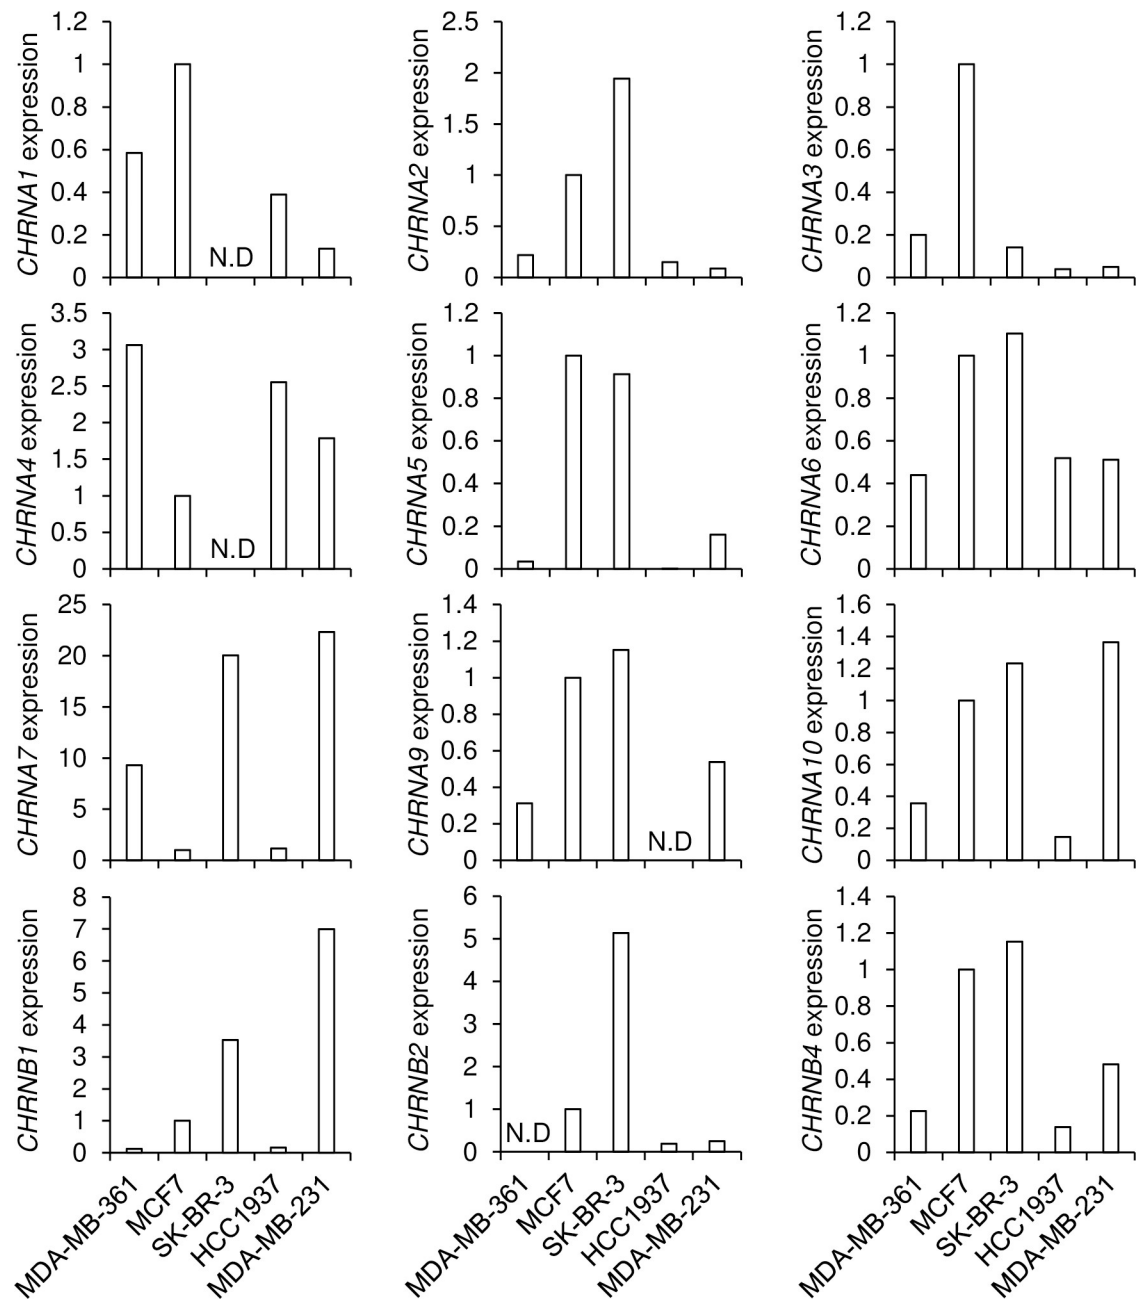 CHRNA1 expression
1.2
1
0.8
0.6
0.4
0.2
0
N.D
CHRNA2 expression
2.5
2
1.5
1
0.5
0
CHRNA3 expression
1.2
1
0.8
0.6
0.4
0.2
0
CHRNA4 expression
3.5
3
2.5
2
1.5
1
0.5
0
N.D
CHRNA5 expression
1.2
1
0.8
0.6
0.4
0.2
0
CHRNA6 expression
1.2
1
0.8
0.6
0.4
0.2
0
CHRNA7 expression
25
20
15
10
5
0
CHRNA9 expression
1.4
1.2
1
0.8
0.6
0.4
0.2
0
N.D
CHRNA10 expression
1.6
1.4
1.2
1
0.8
0.6
0.4
0.2
0
CHRNB1 expression
8
7
6
5
4
3
2
1
0
MDA-MB-361
MCF7
SK-BR-3
HCC1937
MDA-MB-231
CHRNB2 expression
6
5
4
3
2
1
0
N.D
MDA-MB-361
MCF7
SK-BR-3
HCC1937
MDA-MB-231
CHRNB4 expression
1.4
1.2
1
0.8
0.6
0.4
0.2
0
MDA-MB-361
MCF7
SK-BR-3
HCC1937
MDA-MB-231